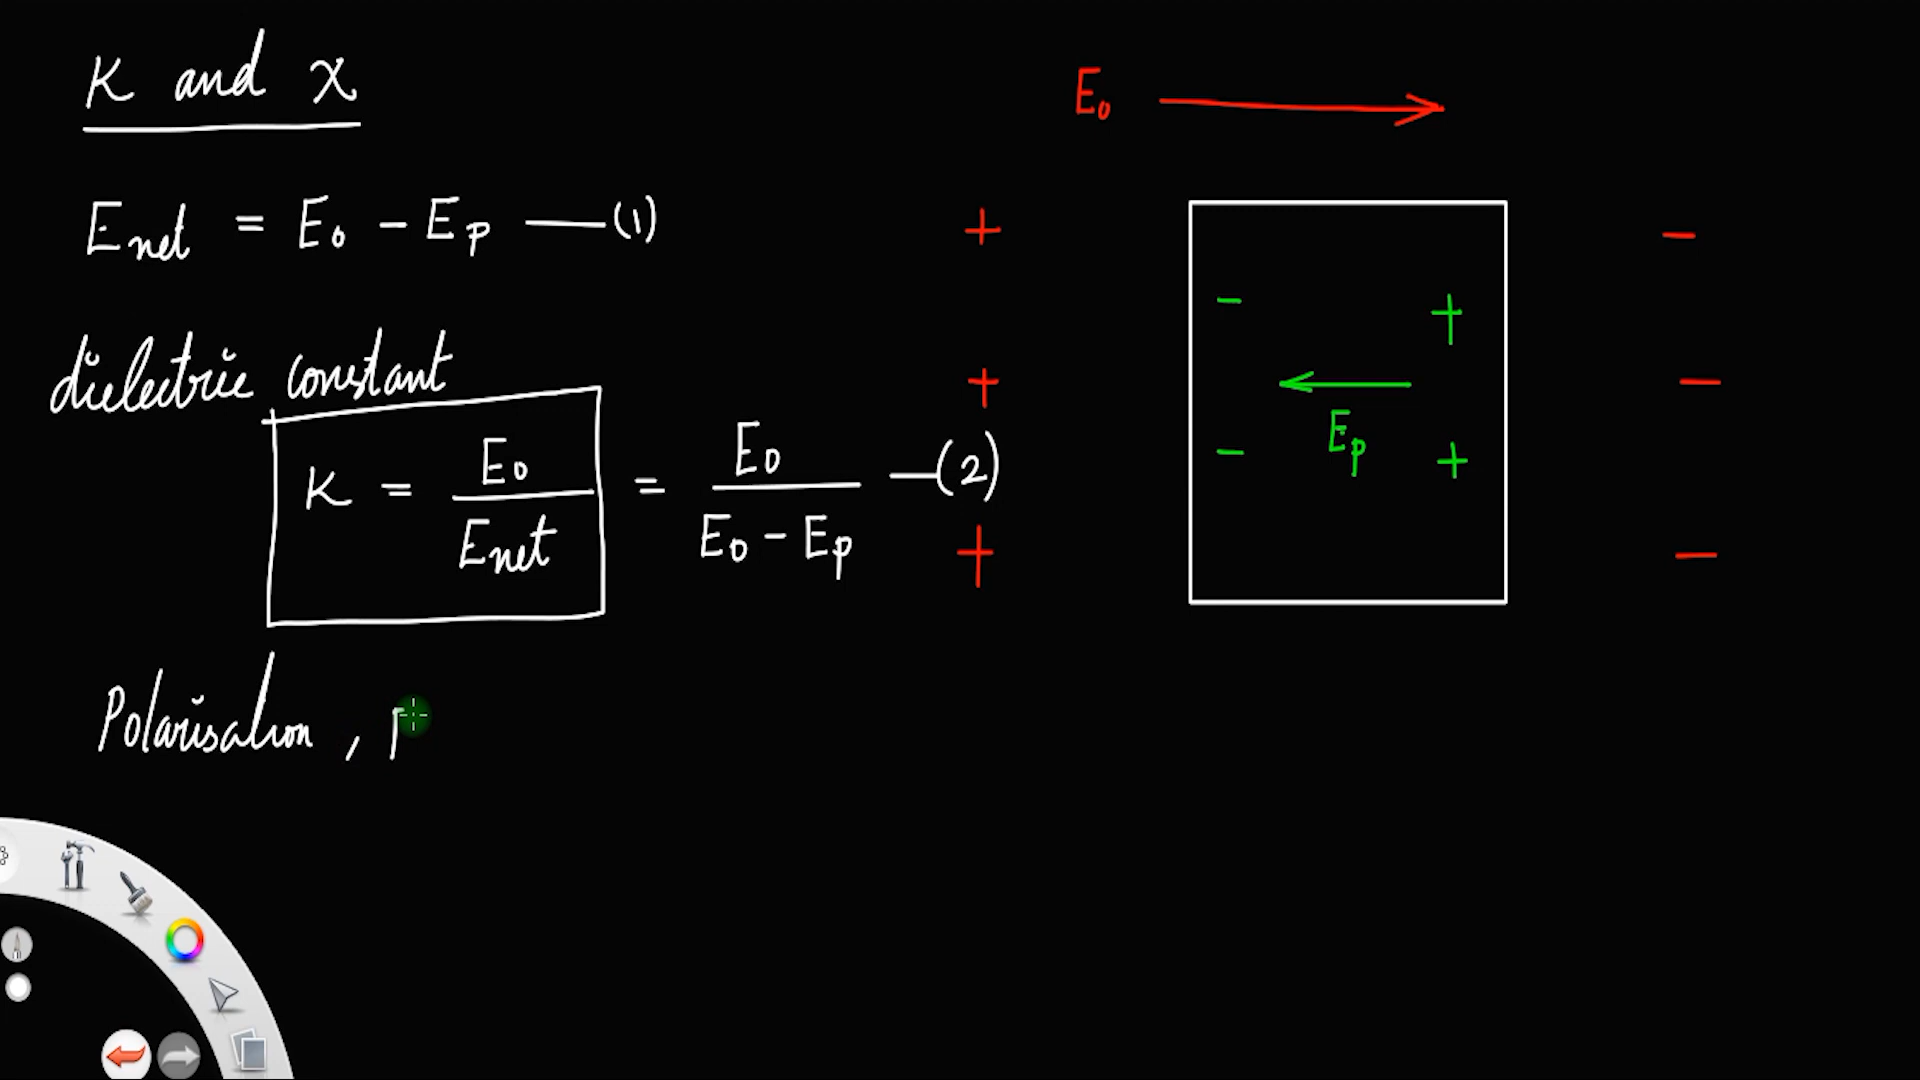 K and χ
E₀
Enet = E₀ - Ep —(1)
+ -
- +
dielectric constant
+ -
Ep
- +
K = E₀/Enet = E₀/(E₀ - Ep) —(2)
+ -
Polarisation, P